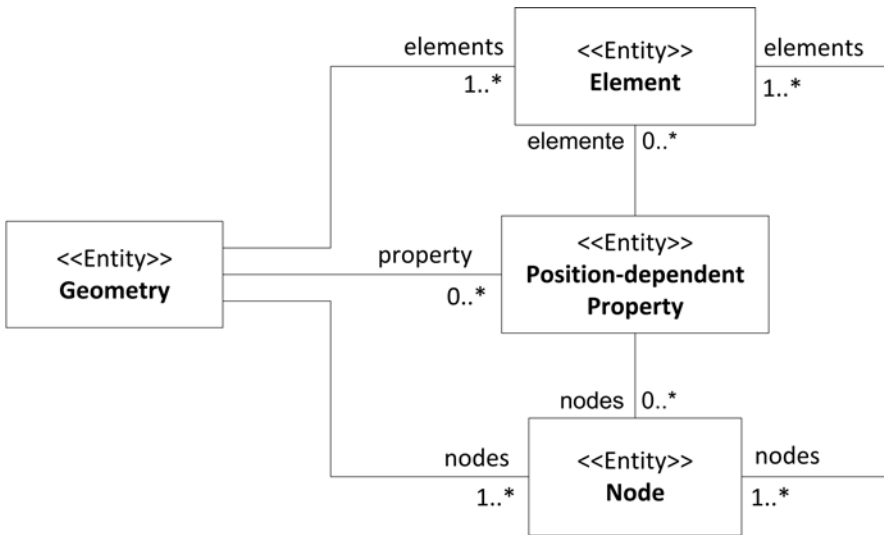 elements
<<Entity>>
Element
elements
1..*
1..*
elemente
0..*
<<Entity>>
Geometry
property
0..*
<<Entity>>
Position-dependent
Property
nodes
0..*
nodes
<<Entity>>
Node
nodes
1..*
1..*